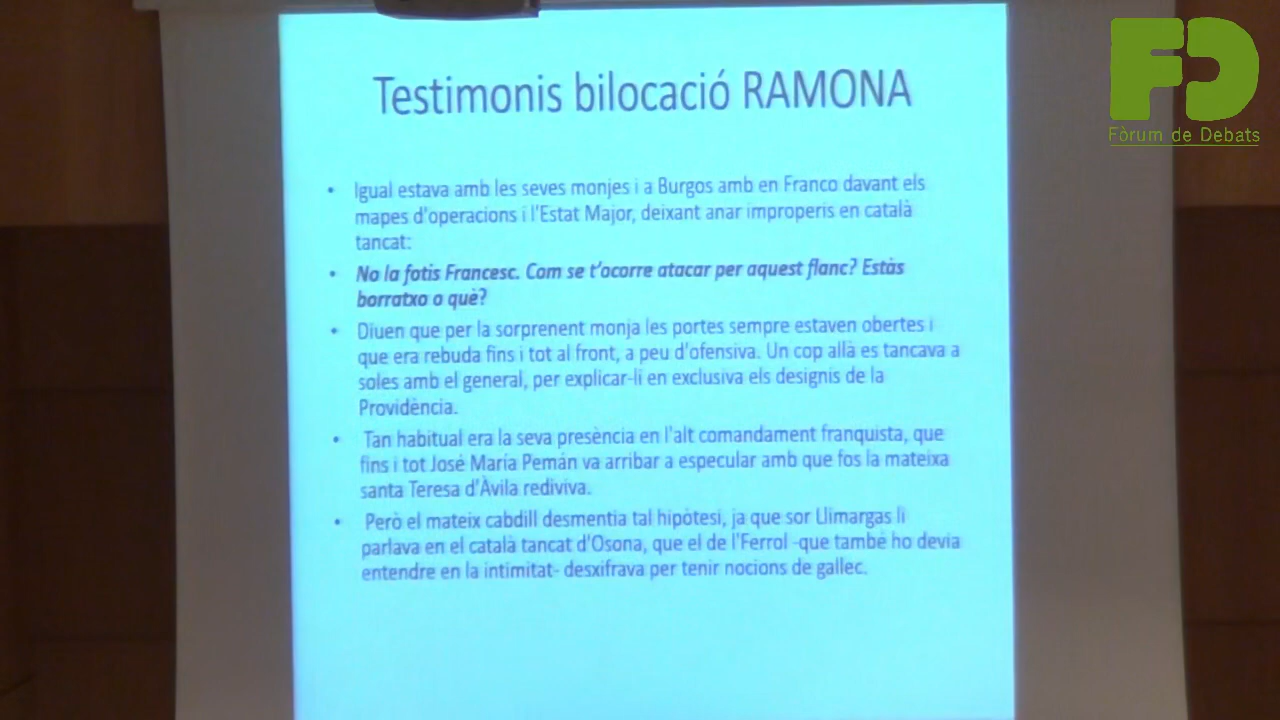 Testimonis bilocació RAMONA
• Igual estava amb les seves monjes i a Burgos amb en Franco davant els
mapes d'operacions i l'Estat Major, deixant anar improperis en català
tancat:
• No la fotis Francesc. Com se t'ocorre atacar per aquest flanc? Estàs
borratxo o què?
• Diuen que per la sorprenent monja les portes sempre estaven obertes i
que era rebuda fins i tot al front, a peu d'ofensiva. Un cop allà es tancava a
soles amb el general, per explicar-li en exclusiva els designis de la
Providència.
• Tan habitual era la seva presència en l'alt comandament franquista, que
fins i tot José María Pemán va arribar a especular amb que fos la mateixa
santa Teresa d'Àvila rediviva.
• Però el mateix cabdill desmentia tal hipòtesi, ja que sor Llimargas li
parlava en el català tancat d'Osona, que el de l'Ferrol -que també ho devia
entendre en la intimitat- desxifrava per tenir nocions de gallec.
FD
Fòrum de Debats